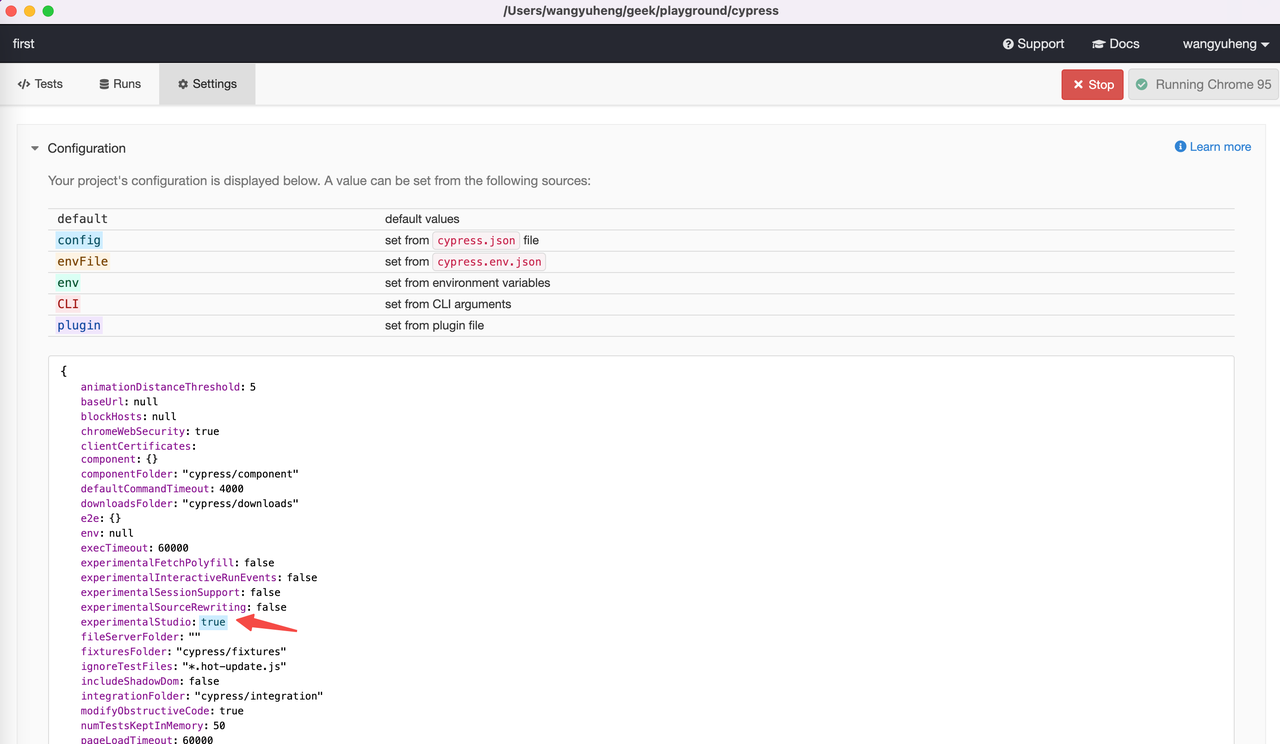 /Users/wangyuheng/geek/playground/cypress
first Support Docs wangyuheng
Tests Runs Settings Stop Running Chrome 95
Configuration Learn more
Your project's configuration is displayed below. A value can be set from the following sources:
default default values
config set from cypress.json file
envFile set from cypress.env.json
env set from environment variables
CLI set from CLI arguments
plugin set from plugin file
{
animationDistanceThreshold: 5
baseUrl: null
blockHosts: null
chromeWebSecurity: true
clientCertificates:
component: {}
componentFolder: "cypress/component"
defaultCommandTimeout: 4000
downloadsFolder: "cypress/downloads"
e2e: {}
env: null
execTimeout: 60000
experimentalFetchPolyfill: false
experimentalInteractiveRunEvents: false
experimentalSessionSupport: false
experimentalSourceRewriting: false
experimentalStudio: true
fileServerFolder: ""
fixturesFolder: "cypress/fixtures"
ignoreTestFiles: "*.hot-update.js"
includeShadowDom: false
integrationFolder: "cypress/integration"
modifyObstructiveCode: true
numTestsKeptInMemory: 50
pageLoadTimeout: 60000